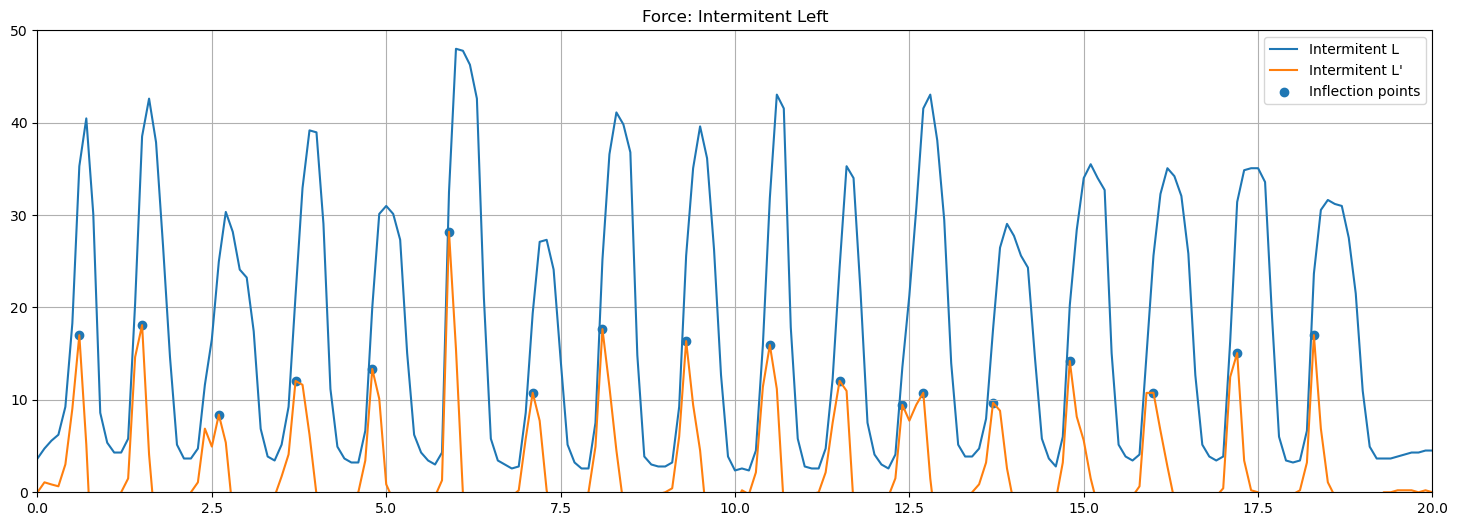 Force: Intermitent Left
Intermitent L
Intermitent L'
Inflection points
50
40
30
20
10
0
0.0 2.5 5.0 7.5 10.0 12.5 15.0 17.5 20.0